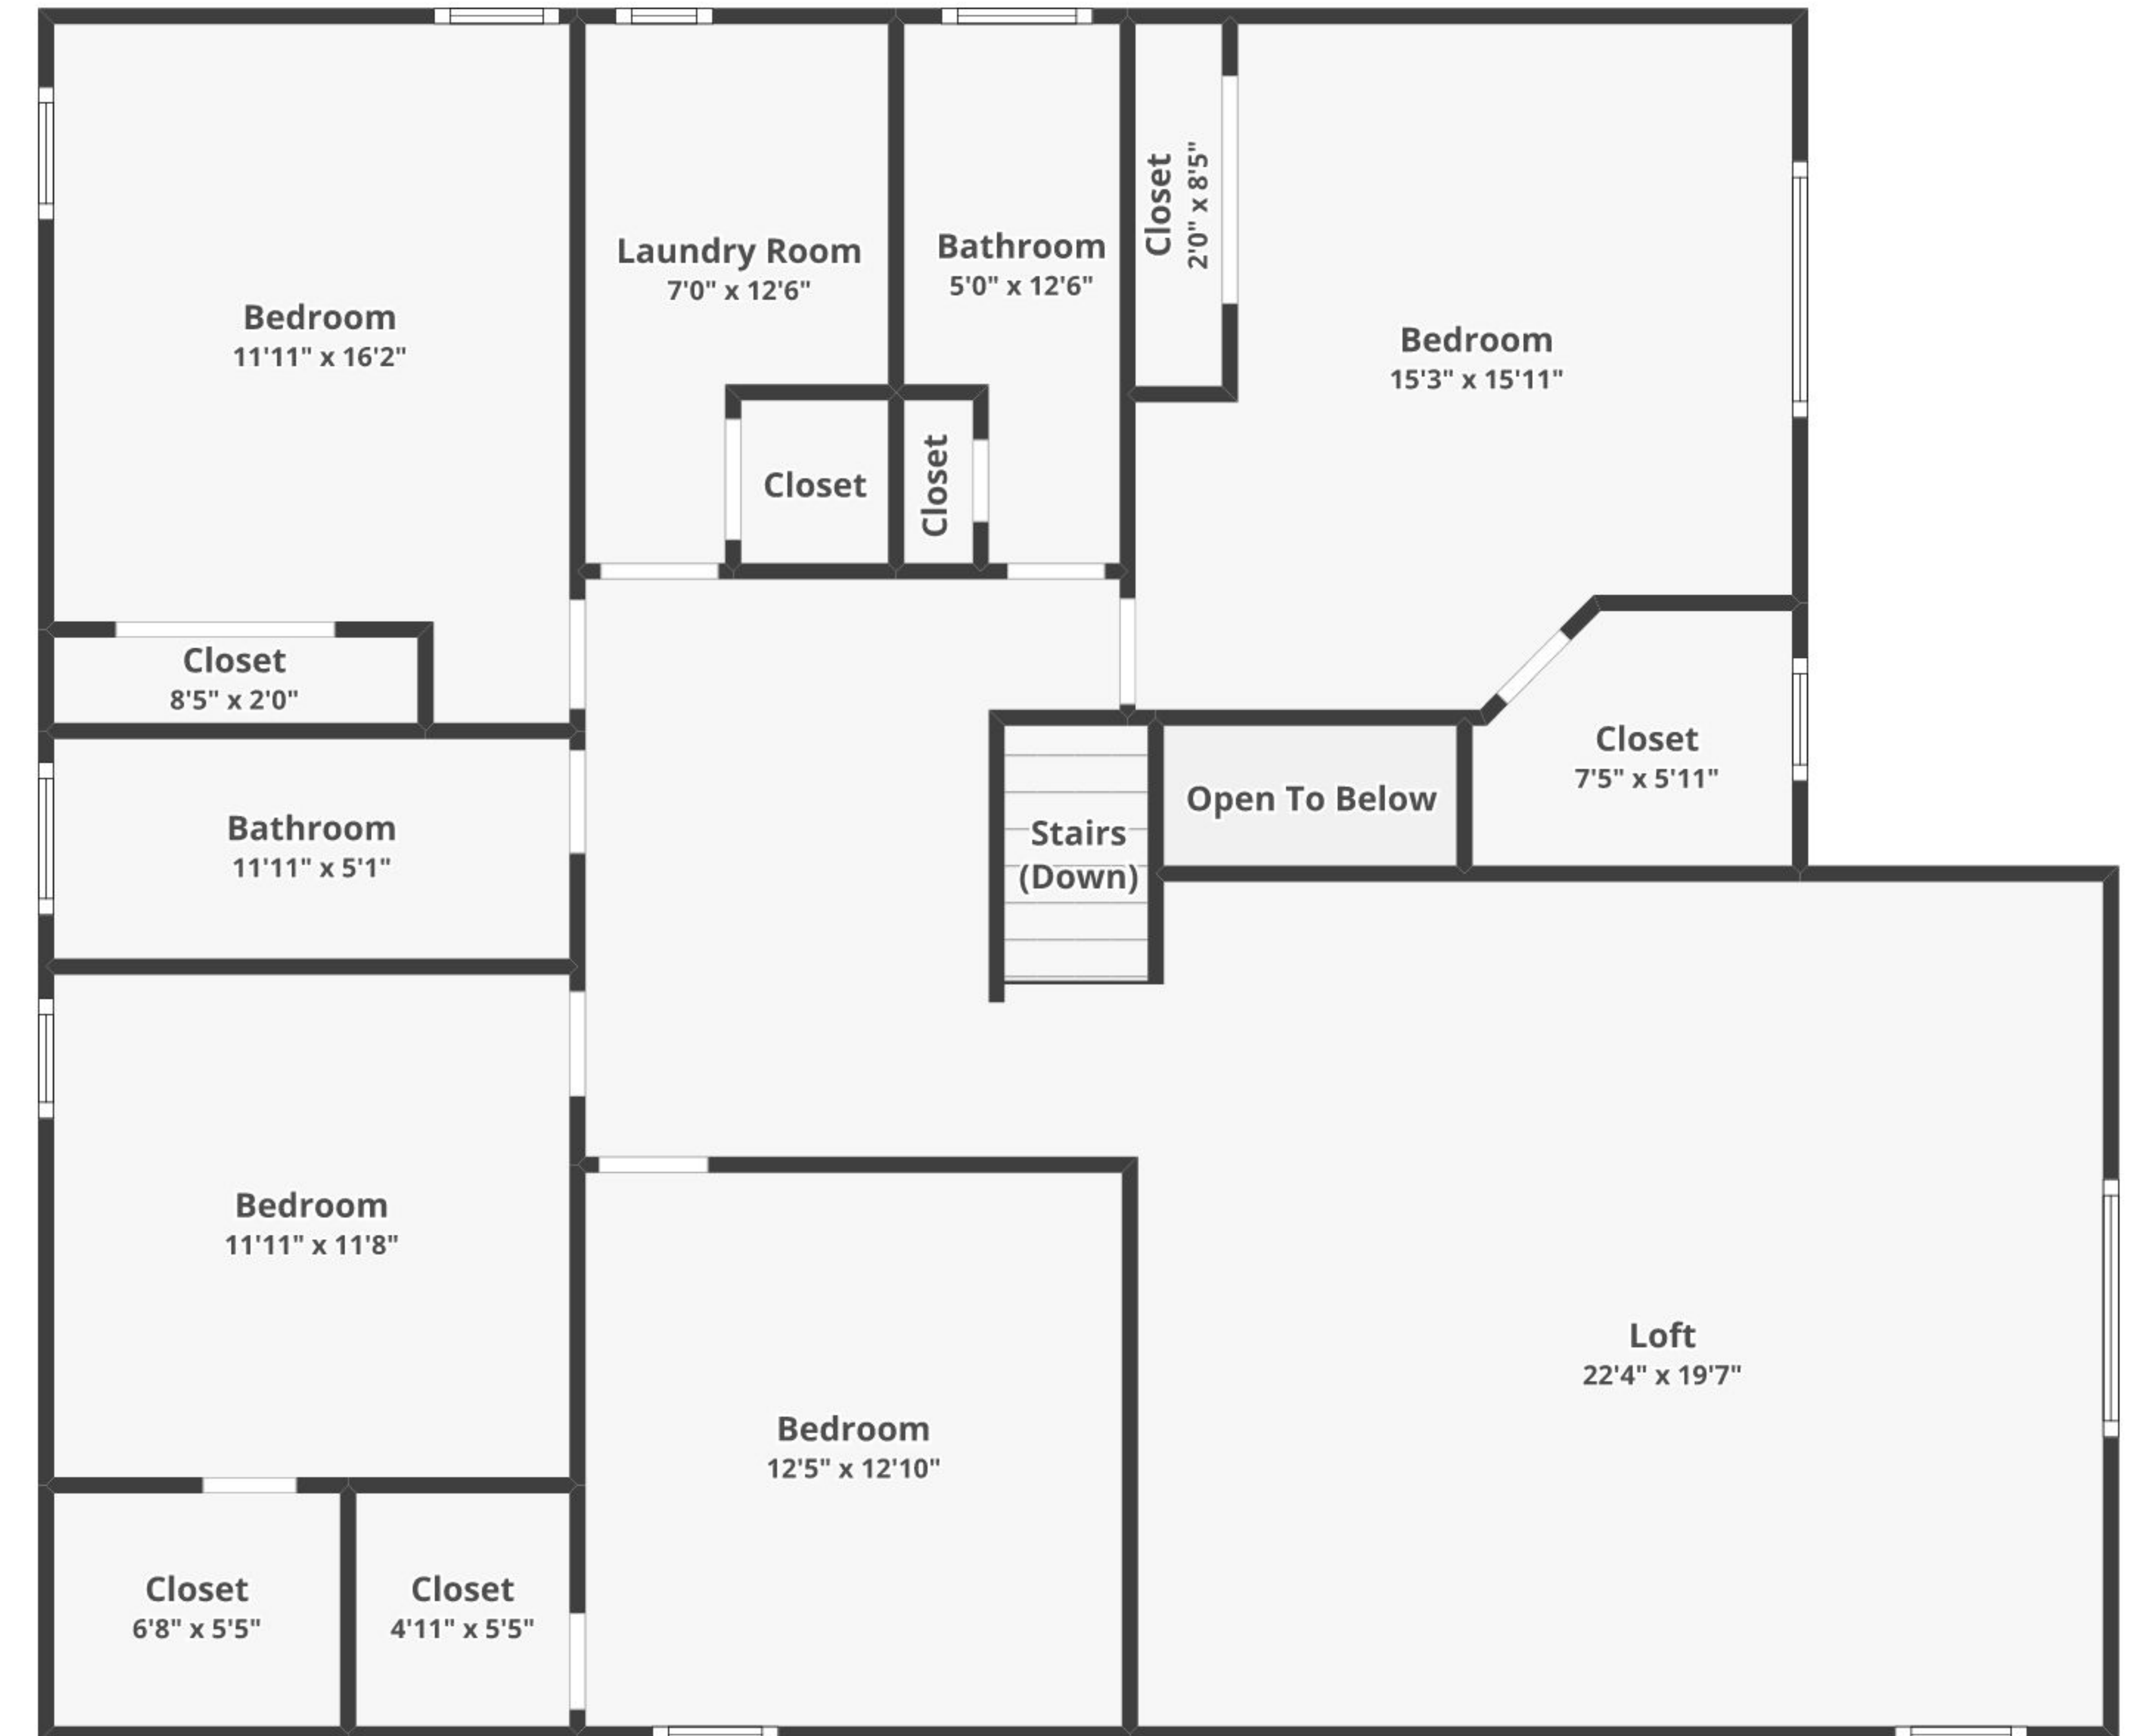 Bedroom
11'11" x 16'2"
Laundry Room
7'0" x 12'6"
Bathroom
5'0" x 12'6"
Closet
2'0" x 8'5"
Bedroom
15'3" x 15'11"
Closet
Closet
Closet
8'5" x 2'0"
Bathroom
11'11" x 5'1"
Stairs
(Down)
Open To Below
Closet
7'5" x 5'11"
Bedroom
11'11" x 11'8"
Bedroom
12'5" x 12'10"
Loft
22'4" x 19'7"
Closet
6'8" x 5'5"
Closet
4'11" x 5'5"